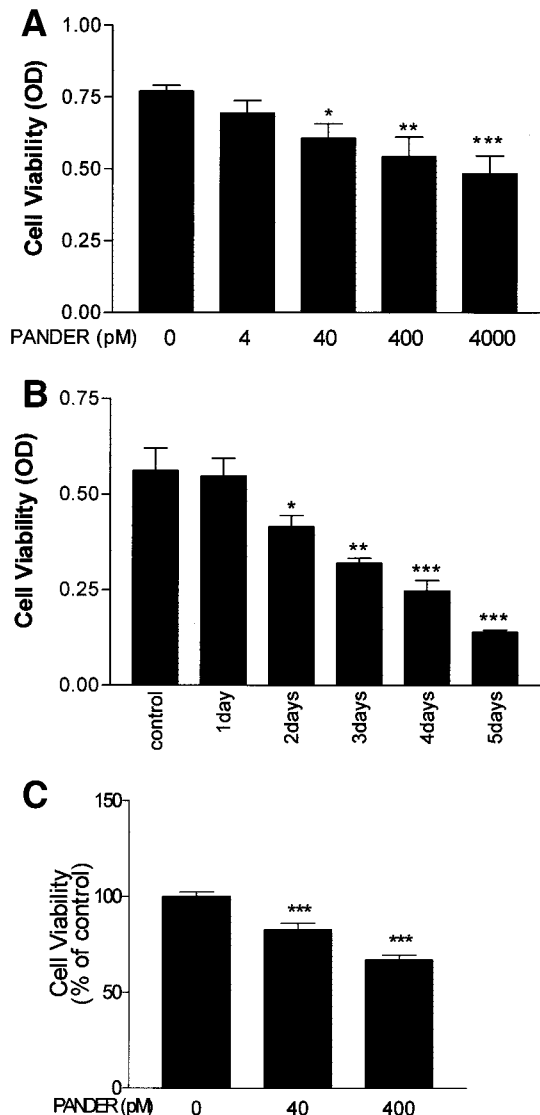 A
Cell Viability (OD)
1.00
0.75
0.50
0.25
0.00
*
**
***
PANDER (pM) 0 4 40 400 4000
B
Cell Viability (OD)
0.75
0.50
0.25
0.00
*
**
***
***
control 1day 2days 3days 4days 5days
C
Cell Viability
(% of control)
150
100
50
0
***
***
PANDER (pM) 0 40 400